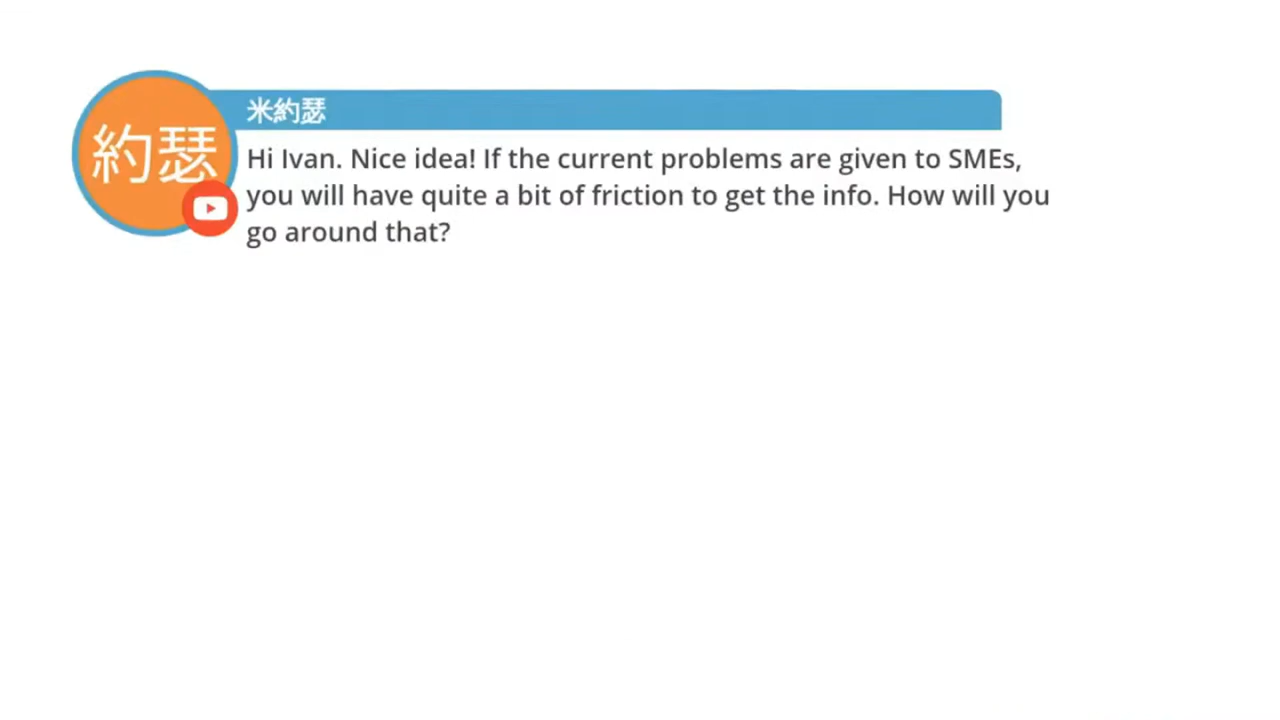 約瑟
米約瑟
Hi Ivan. Nice idea! If the current problems are given to SMEs,
you will have quite a bit of friction to get the info. How will you
go around that?